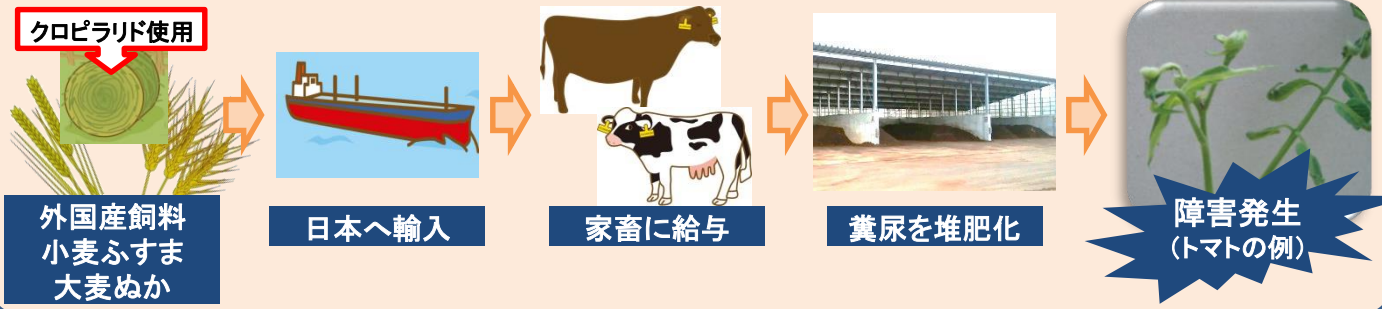 クロピラリド使用
外国産飼料
小麦ふすま
大麦ぬか
日本へ輸入
家畜に給与
糞尿を堆肥化
障害発生
(トマトの例)